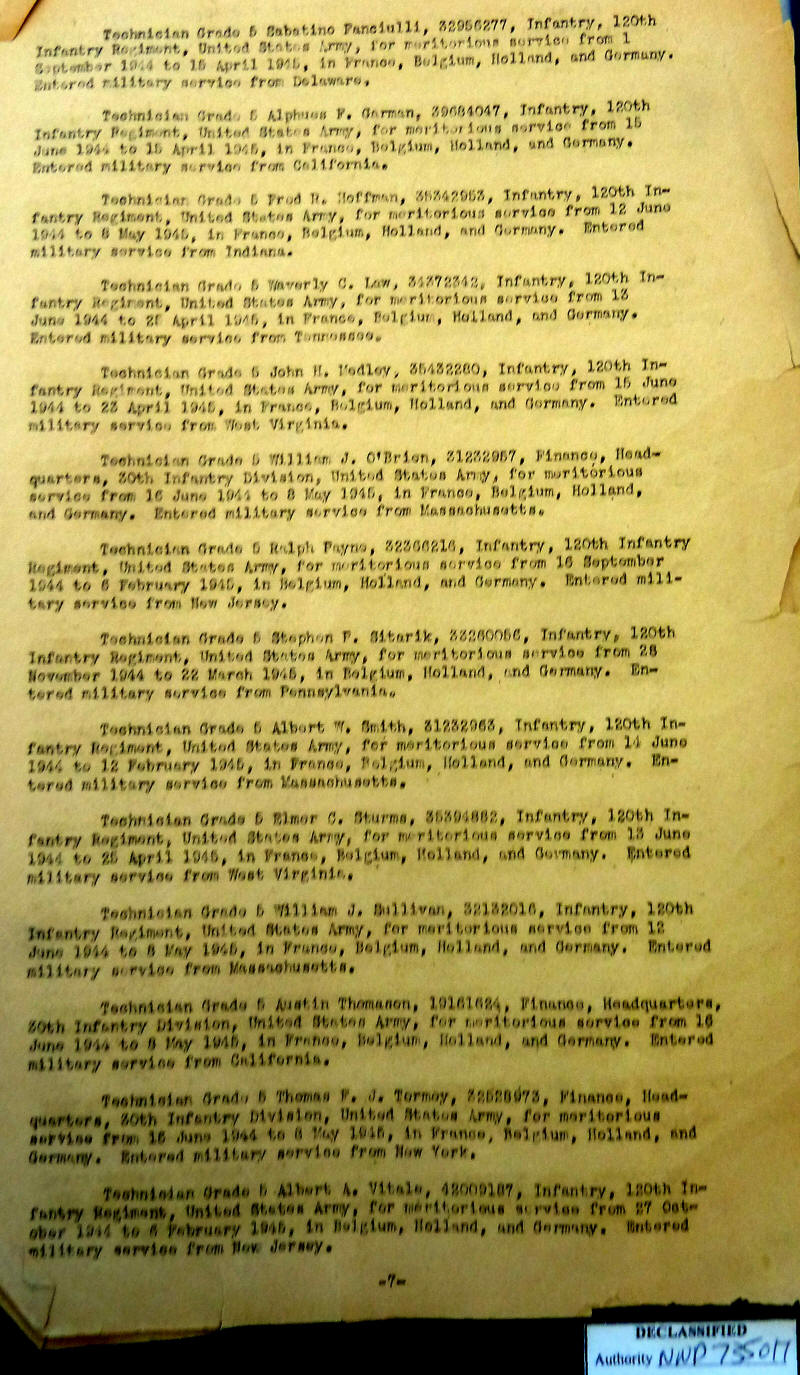 Technician Grade 5 Sabatino Fanciulli, 32956277, Infantry, 120th
Infantry Regiment, United States Army, for meritorious service from 1
September 1944 to 15 April 1945, in France, Belgium, Holland, and Germany.
Entered military service from Delaware.
Technician Grade 5 F. Garman, 39684047, Infantry, 120th
Infantry Regiment, United States Army, for meritorious service from 15
June 1944 to 15 April 1945, in France, Belgium, Holland, and Germany.
Entered military service from California.
Technician Grade 5 Fred R. Hoffman, 35342953, Infantry, 120th In-
fantry Regiment, United States Army, for meritorious service from 12 June
1944 to 8 May 1945, in France, Belgium, Holland, and Germany. Entered
military service from Indiana.
Technician Grade 5 Waverly C. Law, 34372342, Infantry, 120th In-
fantry Regiment, United States Army, for meritorious service from 13
June 1944 to April 1945, in France, Belgium, Holland, and Germany.
Entered military service from Tennessee.
Technician Grade 5 John H. 35432280, Infantry, 120th In-
fantry Regiment, United States Army, for meritorious service from 15 June
1944 to 23 April 1945, in France, Belgium, Holland, and Germany. Entered
military service from West Virginia.
Technician Grade 5 William J. O'Brien, 31232957, Finance, Head-
quarters, 30th Infantry Division, United States Army, for meritorious
service from 16 June 1944 to 8 May 1945, in France, Belgium, Holland,
and Germany. Entered military service from Massachusetts.
Technician Grade 5 Ralph Payne, 32366216, Infantry, 120th Infantry
Regiment, United States Army, for meritorious service from 16 September
1944 to 6 February 1945, in Belgium, Holland, and Germany. Entered mili-
tary service from New Jersey.
Technician Grade 5 Stephen P. Sitarik, 33260056, Infantry, 120th
Infantry Regiment, United States Army, for meritorious service from 28
November 1944 to 22 March 1945, in Belgium, Holland, and Germany. En-
tered military service from Pennsylvania.
Technician Grade 5 Albert W. Smith, 31232963, Infantry, 120th In-
fantry Regiment, United States Army, for meritorious service from 14 June
1944 to 12 February 1945, in France, Belgium, Holland, and Germany. En-
tered military service from Massachusetts.
Technician Grade 5 Elmer C. Sturms, 35394882, Infantry, 120th In-
fantry Regiment, United States Army, for meritorious service from 13 June
1944 to 25 April 1945, in France, Belgium, Holland, and Germany. Entered
military service from West Virginia.
Technician Grade 5 William J. Sullivan, 32132016, Infantry, 120th
Infantry Regiment, United States Army, for meritorious service from 12
June 1944 to 8 May 1945, in France, Belgium, Holland, and Germany. Entered
military service from Massachusetts.
Technician Grade 5 Austin Thomason, 19161624, Finance, Headquarters,
30th Infantry Division, United States Army, for meritorious service from 16
June 1944 to 8 May 1945, in France, Belgium, Holland, and Germany. Entered
military service from California.
Technician Grade 5 Thomas F. J. Tormey, 32528973, Finance, Head-
quarters, 30th Infantry Division, United States Army, for meritorious
service from 16 June 1944 to 8 May 1945, in France, Belgium, Holland, and
Germany. Entered military service from New York.
Technician Grade 5 Albert A. Vitale, 42009187, Infantry, 120th In-
fantry Regiment, United States Army, for meritorious service from 27 Oct-
ober 1944 to 6 February 1945, in Belgium, Holland, and Germany. Entered
military service from New Jersey.
-7-
DECLASSIFIED
Authority NND 735017